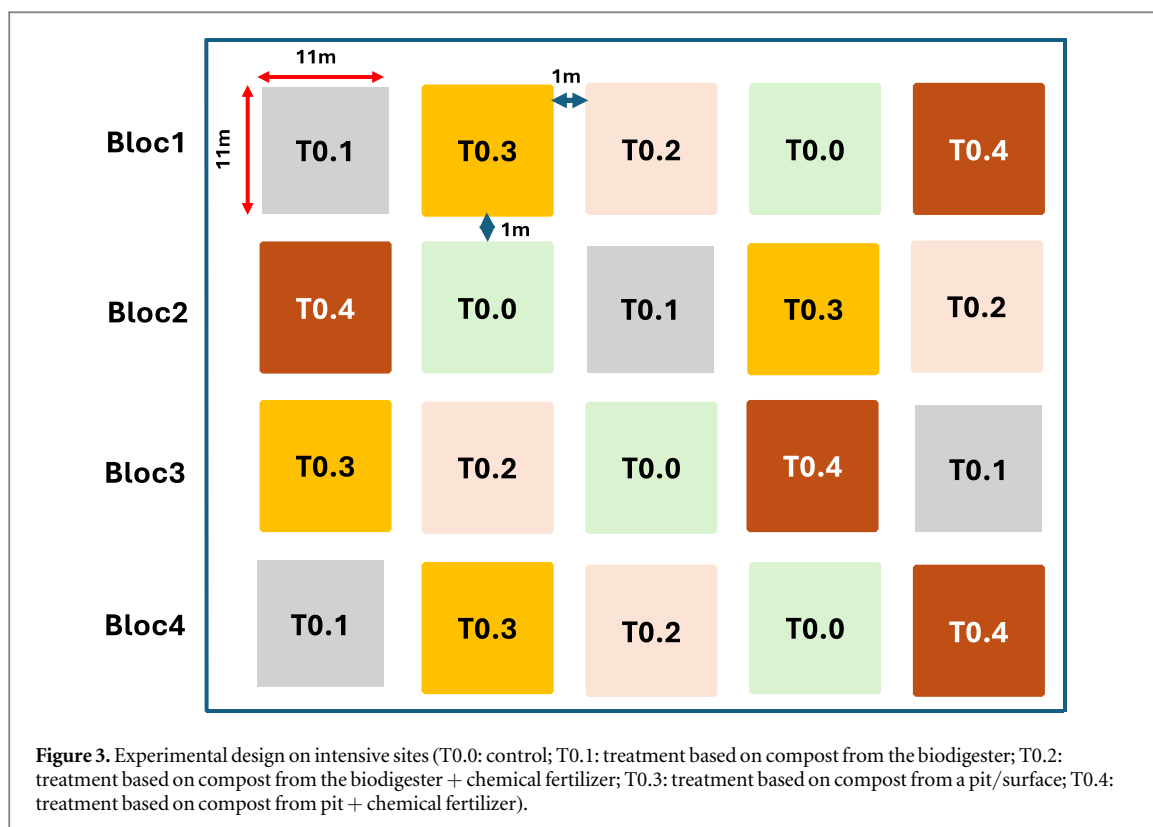 11m
1m
11m
Bloc1
T0.1
T0.3
T0.2
T0.0
T0.4
1m
Bloc2
T0.4
T0.0
T0.1
T0.3
T0.2
Bloc3
T0.3
T0.2
T0.0
T0.4
T0.1
Bloc4
T0.1
T0.3
T0.2
T0.0
T0.4
Figure 3. Experimental design on intensive sites (T0.0: control; T0.1: treatment based on compost from the biodigester; T0.2:
treatment based on compost from the biodigester + chemical fertilizer; T0.3: treatment based on compost from a pit/surface; T0.4:
treatment based on compost from pit + chemical fertilizer).